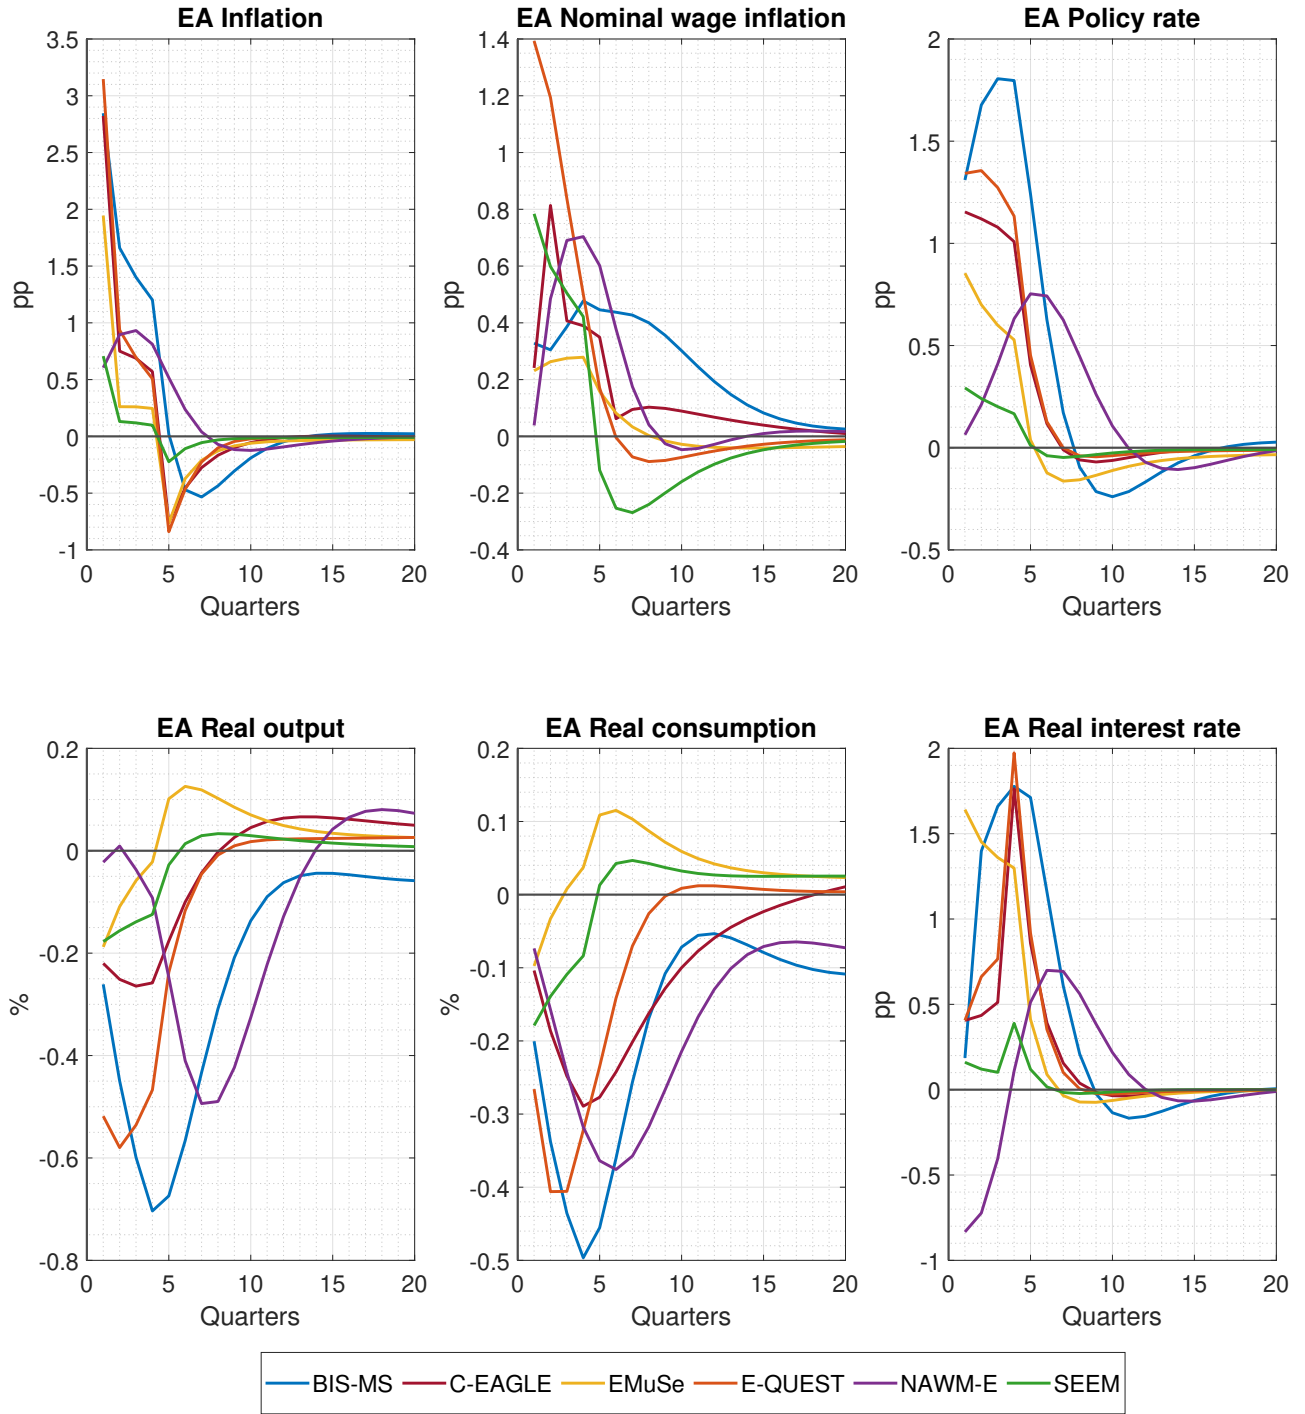 EA Inflation
3.5
3
2.5
2
1.5
1
0.5
0
-0.5
-1
pp
0 5 10 15 20
Quarters
EA Nominal wage inflation
1.4
1.2
1
0.8
0.6
0.4
0.2
0
-0.2
-0.4
pp
0 5 10 15 20
Quarters
EA Policy rate
2
1.5
1
0.5
0
-0.5
pp
0 5 10 15 20
Quarters
EA Real output
0.2
0
-0.2
-0.4
-0.6
-0.8
%
0 5 10 15 20
Quarters
EA Real consumption
0.2
0.1
0
-0.1
-0.2
-0.3
-0.4
-0.5
%
0 5 10 15 20
Quarters
EA Real interest rate
2
1.5
1
0.5
0
-0.5
-1
pp
0 5 10 15 20
Quarters
BIS-MS C-EAGLE EMuSe E-QUEST NAWM-E SEEM